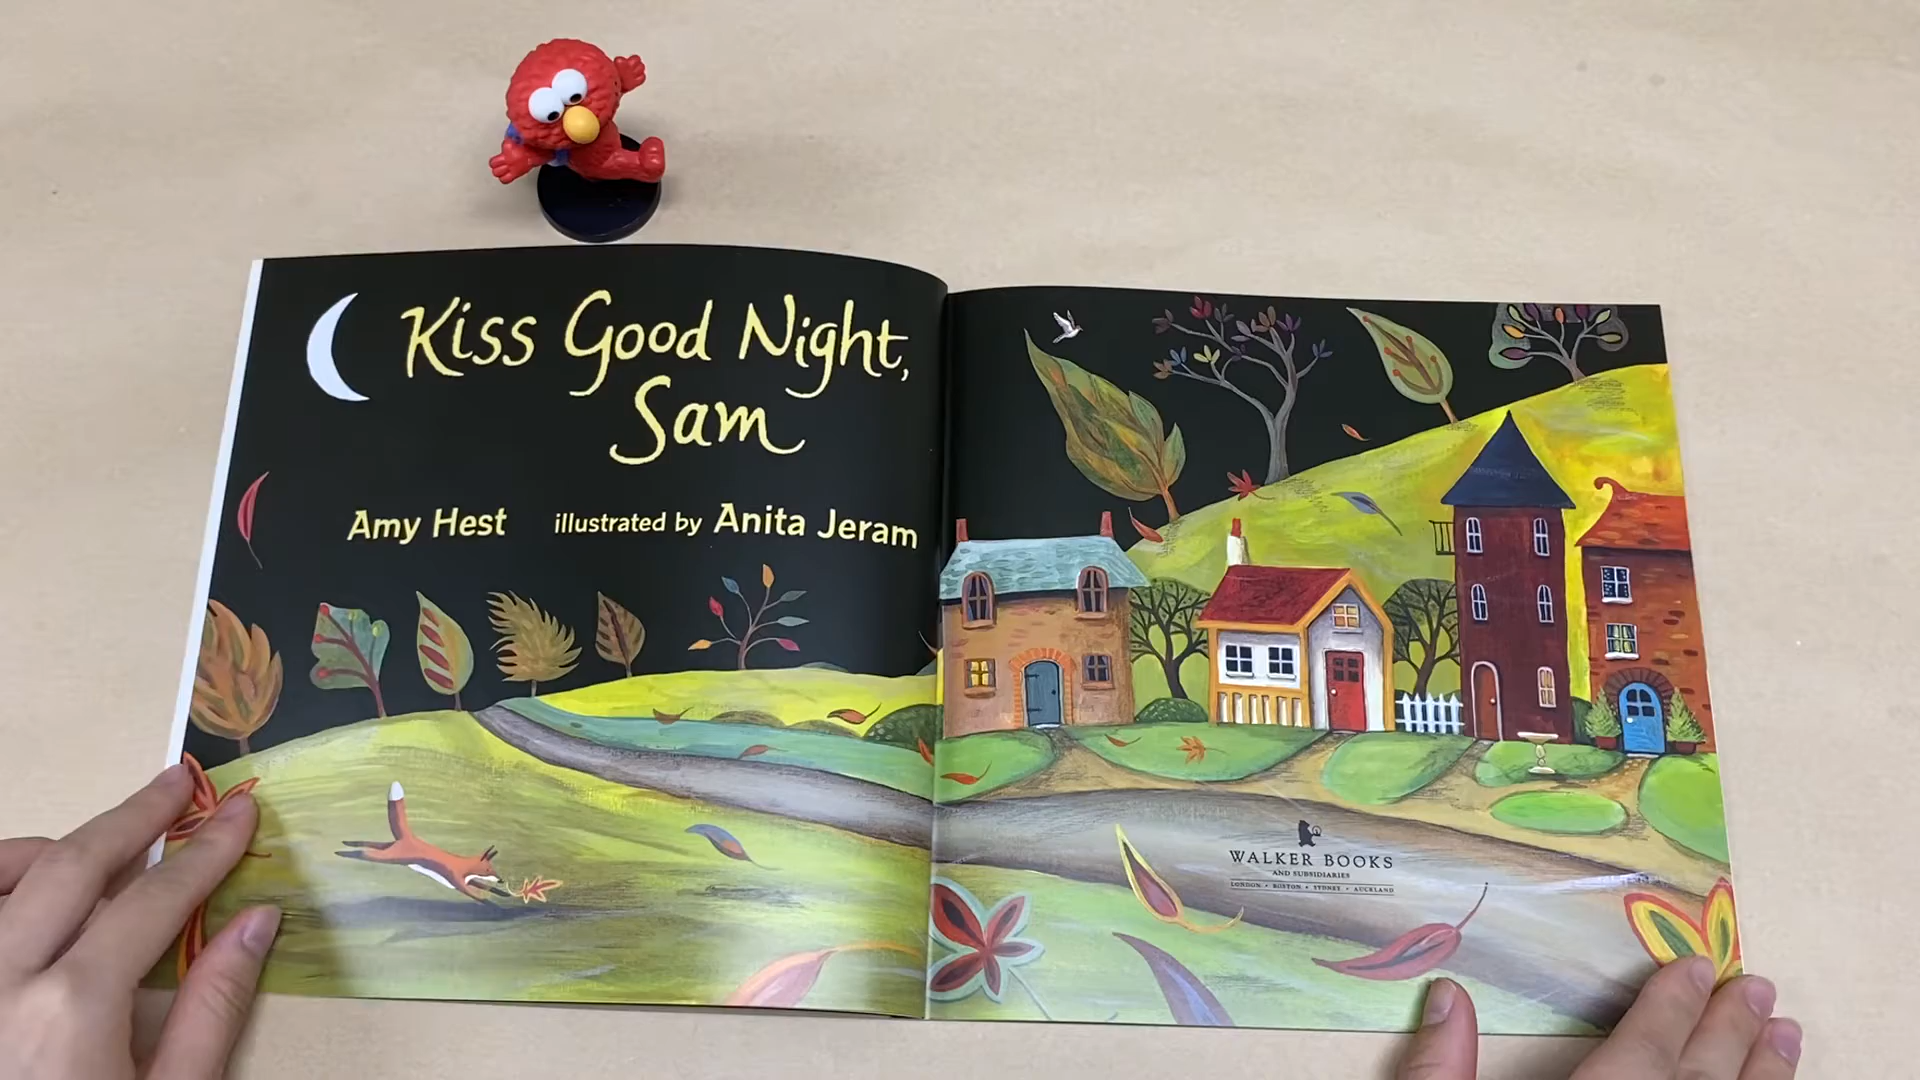 Kiss Good Night,
Sam
Amy Hest illustrated by Anita Jeram
WALKER BOOKS
AND SUBSIDIARIES
LONDON • BOSTON • SYDNEY • AUCKLAND